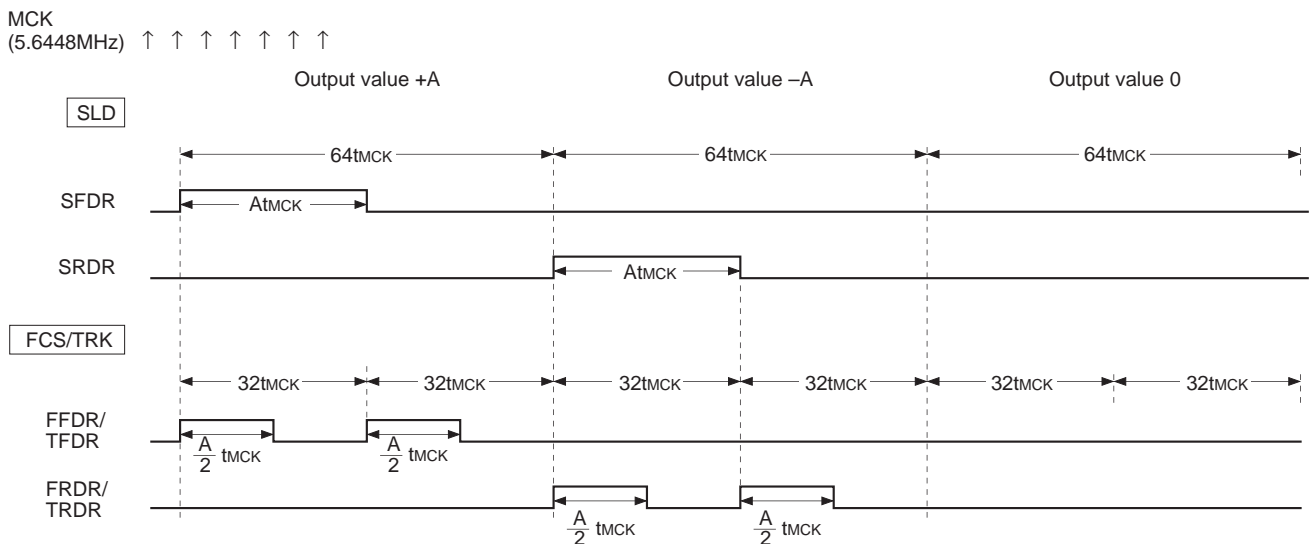 MCK
(5.6448MHz) ↑ ↑ ↑ ↑ ↑ ↑ ↑
Output value +A Output value –A Output value 0
SLD
64tMCK 64tMCK 64tMCK
SFDR AtMCK
SRDR AtMCK
FCS/TRK
32tMCK 32tMCK 32tMCK 32tMCK 32tMCK 32tMCK
FFDR/
TFDR A/2 tMCK A/2 tMCK
FRDR/
TRDR A/2 tMCK A/2 tMCK